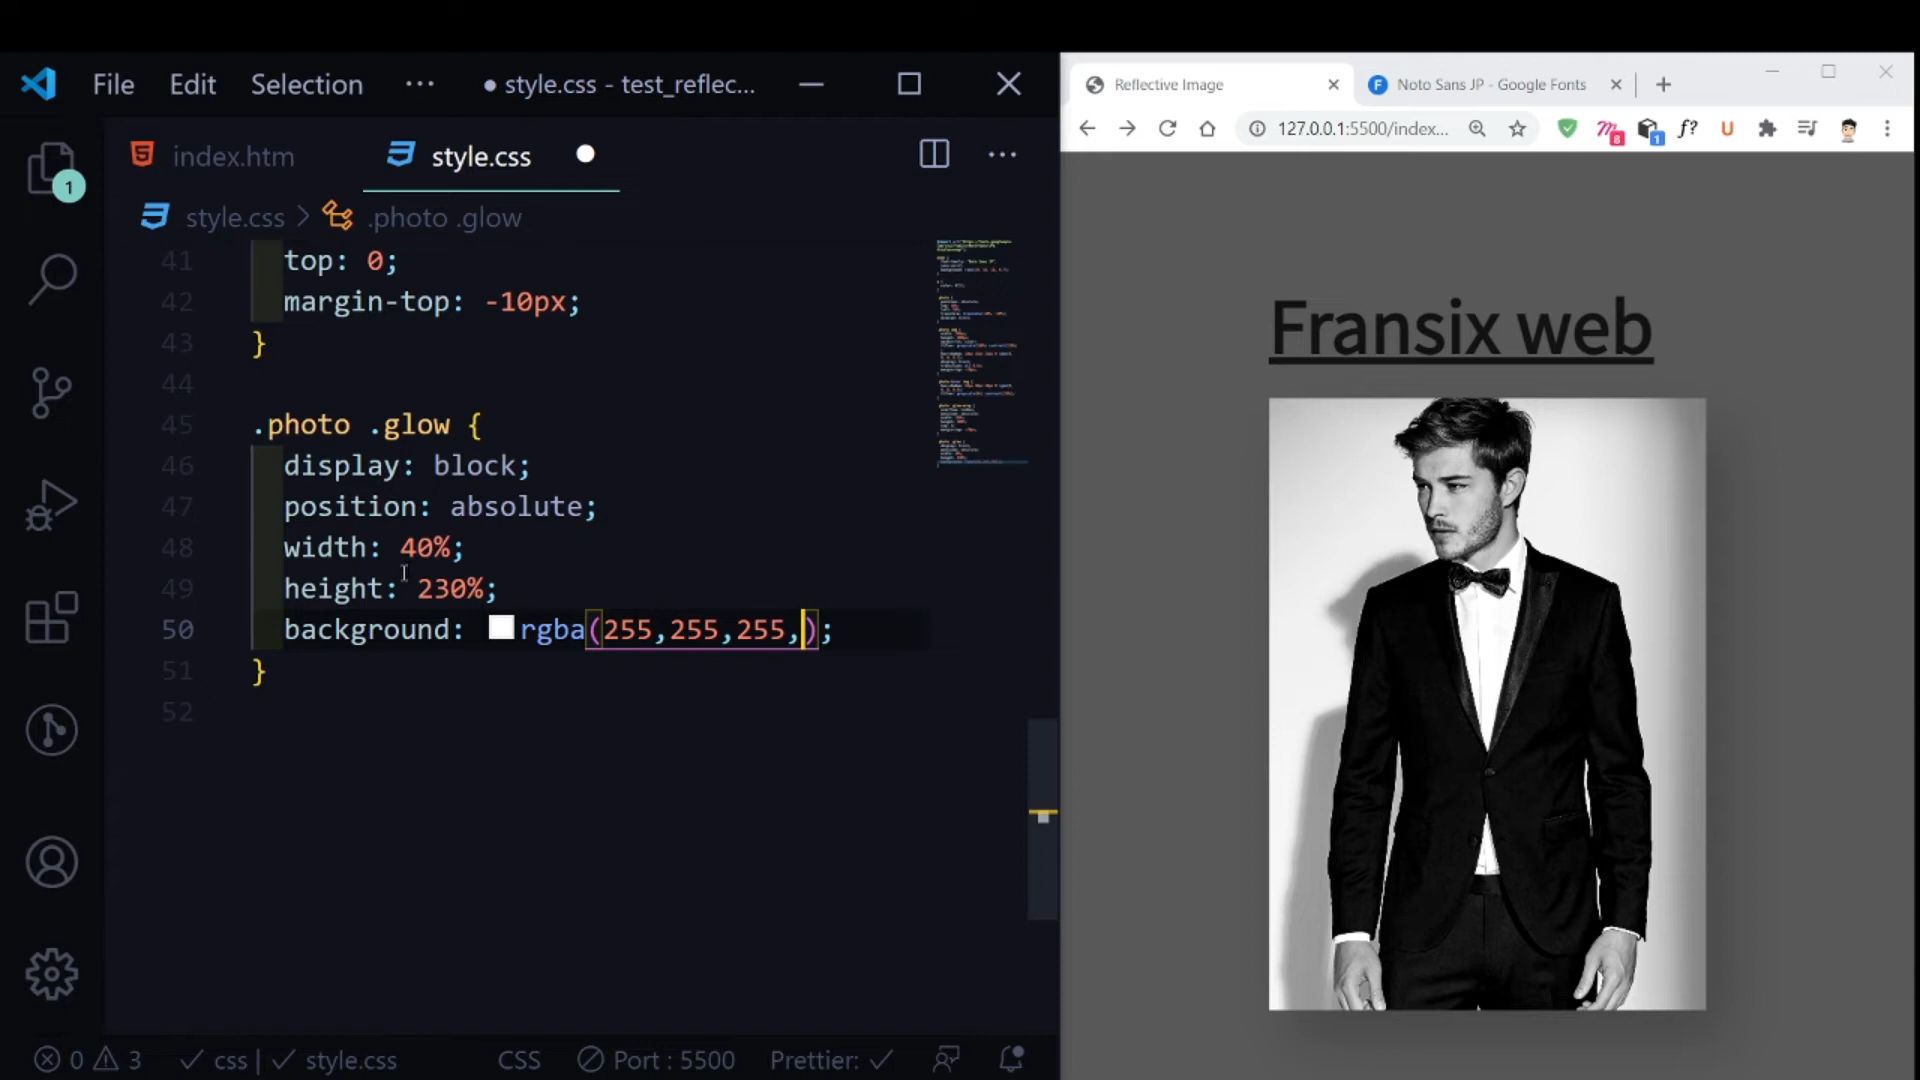 File Edit Selection ··· ● style.css - test_reflec...
index.htm style.css
style.css > .photo .glow
41 top: 0;
42 margin-top: -10px;
43 }
44
45 .photo .glow {
46 display: block;
47 position: absolute;
48 width: 40%;
49 height: 230%;
50 background: rgba(255,255,255,);
51 }
52
1
0 3 css | style.css CSS Port : 5500 Prettier:
Reflective Image Noto Sans JP - Google Fonts
127.0.0.1:5500/index... 8 1 f? U
Fransix web